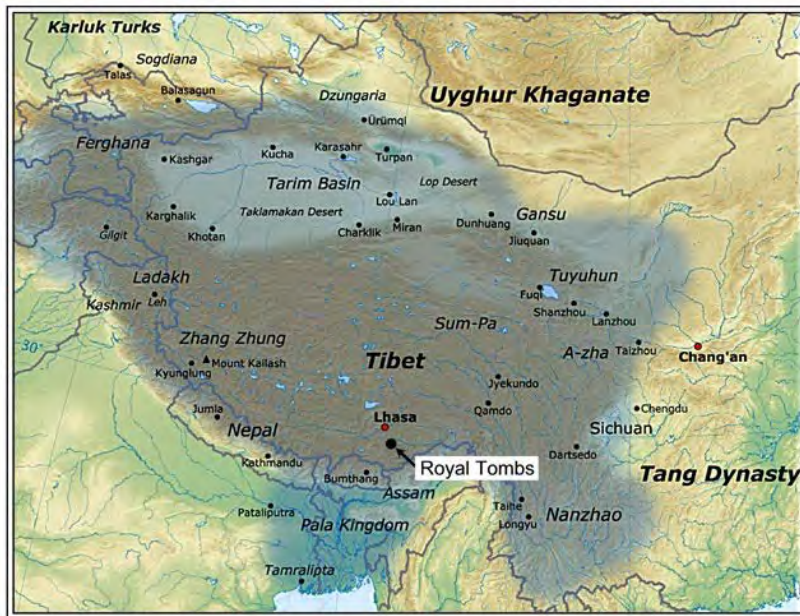 Karluk Turks
Sogdiana
Talas
Balasagun
Dzungaria
Uyghur Khaganate
Ürümqi
Ferghana
Kashgar
Kucha
Karasahr
Turpan
Tarim Basin
Lop Desert
Lou Lan
Karghalik
Taklamakan Desert
Gansu
Dunhuang
Miran
Charklik
Khotan
Gilgit
Jiuquan
Ladakh
Tuyuhun
Kashmir
Leh
Fuqi
Shanzhou
Lanzhou
Sum-Pa
Zhang Zhung
30°
Mount Kailash
Kyunglung
Tibet
A-zha
Taizhou
Chang'an
Jyekundo
Qamdo
Jumla
Lhasa
Chengdu
Nepal
Sichuan
Dartsedo
Kathmandu
Royal Tombs
Bumthang
Tang Dynasty
Assam
Pataliputra
Pala Kingdom
Taihe
Longyu
Nanzhao
Tamralipta